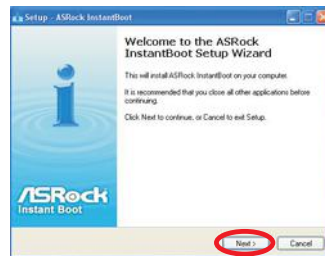 Setup - ASRock InstantBoot
Welcome to the ASRock
InstantBoot Setup Wizard
This will install ASRock InstantBoot on your computer.
It is recommended that you close all other applications before
continuing.
Click Next to continue, or Cancel to exit Setup.
ASRock
Instant Boot
Next >
Cancel